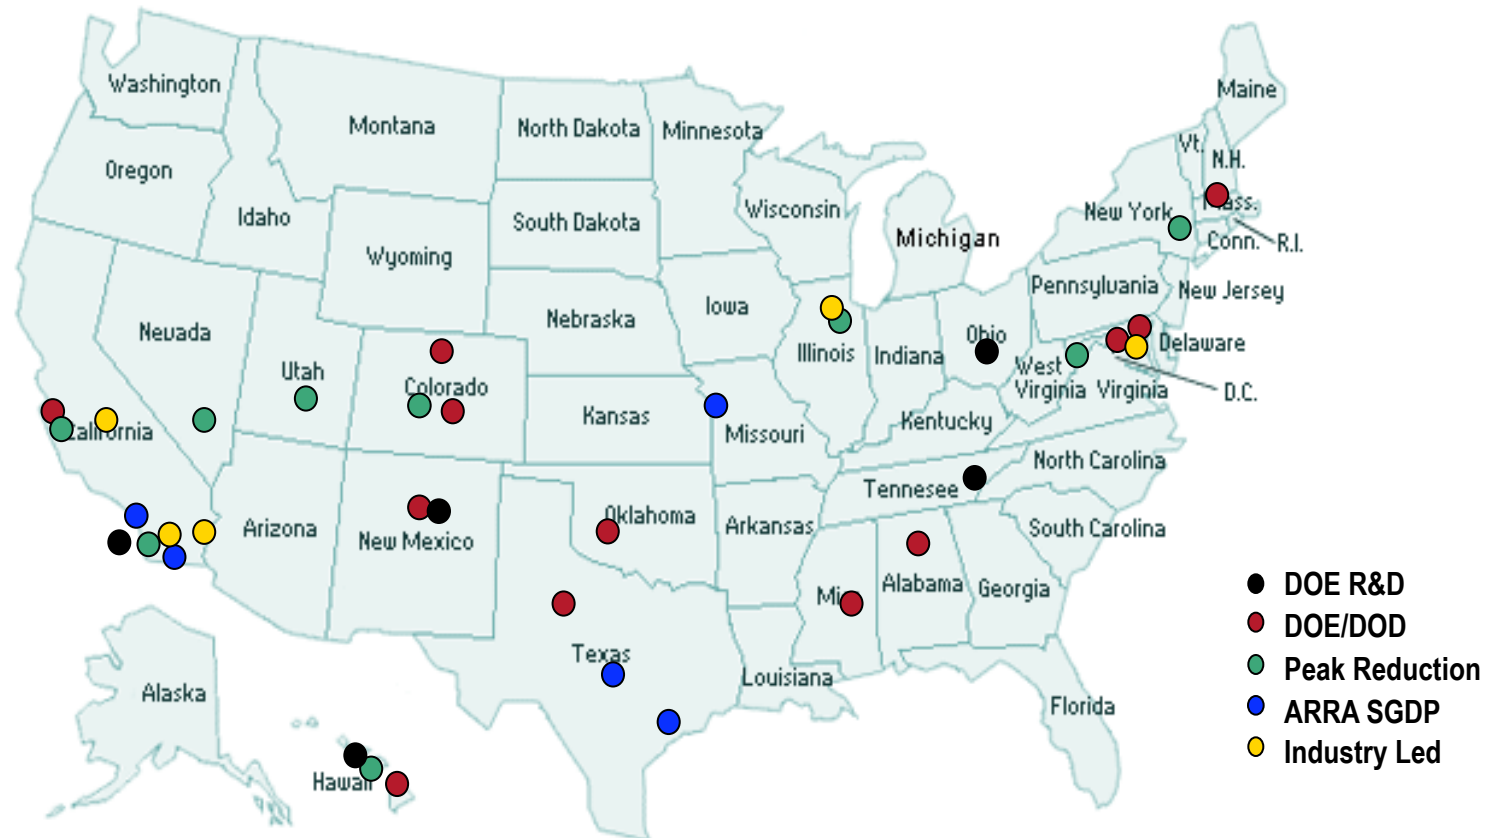 Washington
Montana
North Dakota
Minnesota
Maine
Vt.
N.H.
Oregon
Idaho
South Dakota
Wisconsin
New York
Mass.
Wyoming
Michigan
Conn.
R.I.
Nevada
Nebraska
Iowa
Pennsylvania
New Jersey
Utah
Colorado
Illinois
Indiana
Ohio
Delaware
West
Virginia
Virginia
D.C.
California
Kansas
Missouri
Kentucky
North Carolina
Tennesee
Arizona
New Mexico
Oklahoma
Arkansas
South Carolina
Alabama
Georgia
Texas
Louisiana
Florida
Alaska
Hawaii
DOE R&D
DOE/DOD
Peak Reduction
ARRA SGDP
Industry Led